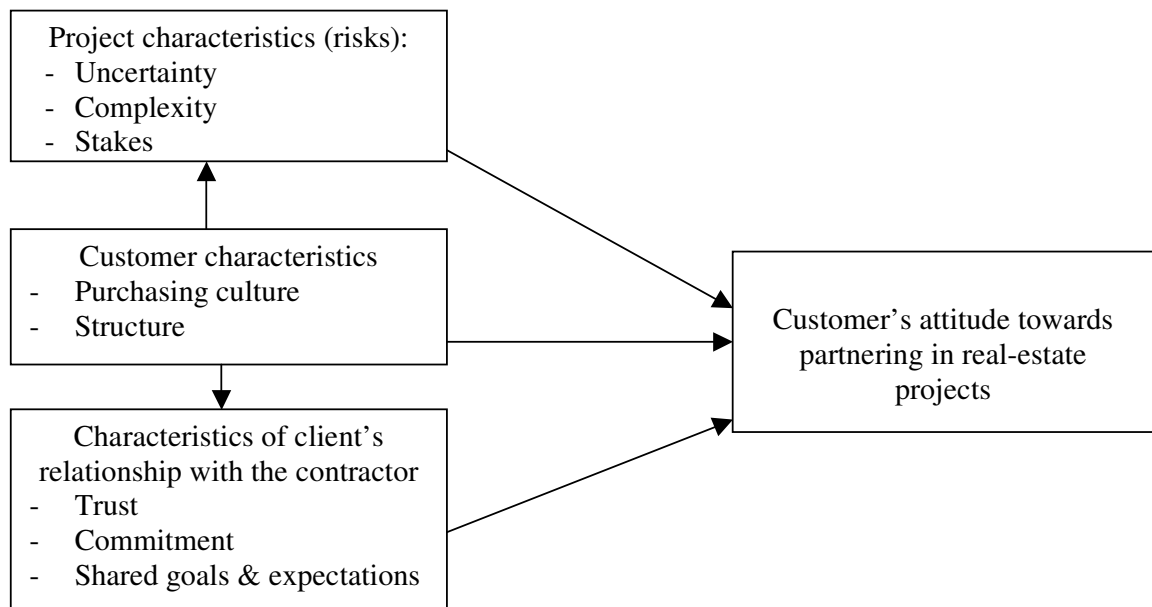 Project characteristics (risks):
- Uncertainty
- Complexity
- Stakes
Customer characteristics
- Purchasing culture
- Structure
Characteristics of client’s
relationship with the contractor
- Trust
- Commitment
- Shared goals & expectations
Customer’s attitude towards
partnering in real-estate
projects